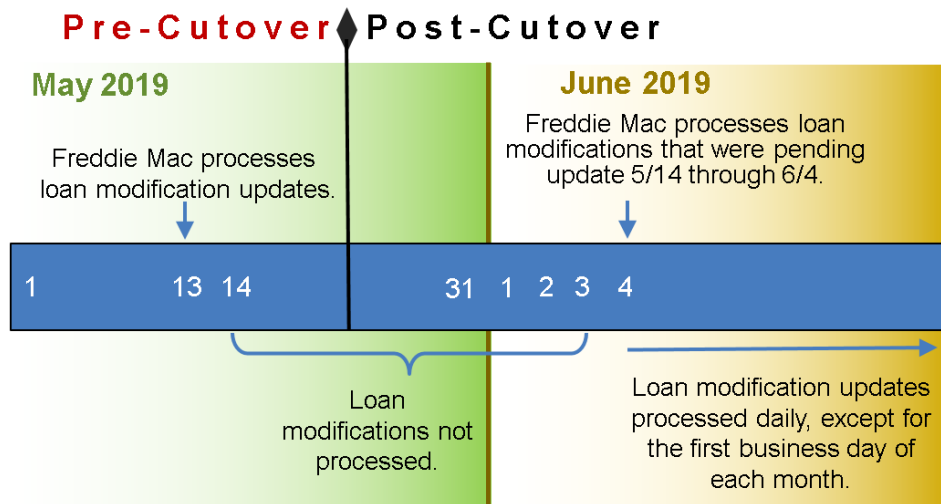 Pre-Cutover Post-Cutover
May 2019
June 2019
Freddie Mac processes
loan modification updates.
Freddie Mac processes loan
modifications that were pending
update 5/14 through 6/4.
1 13 14 31 1 2 3 4
Loan
modifications not
processed.
Loan modification updates
processed daily, except for
the first business day of
each month.